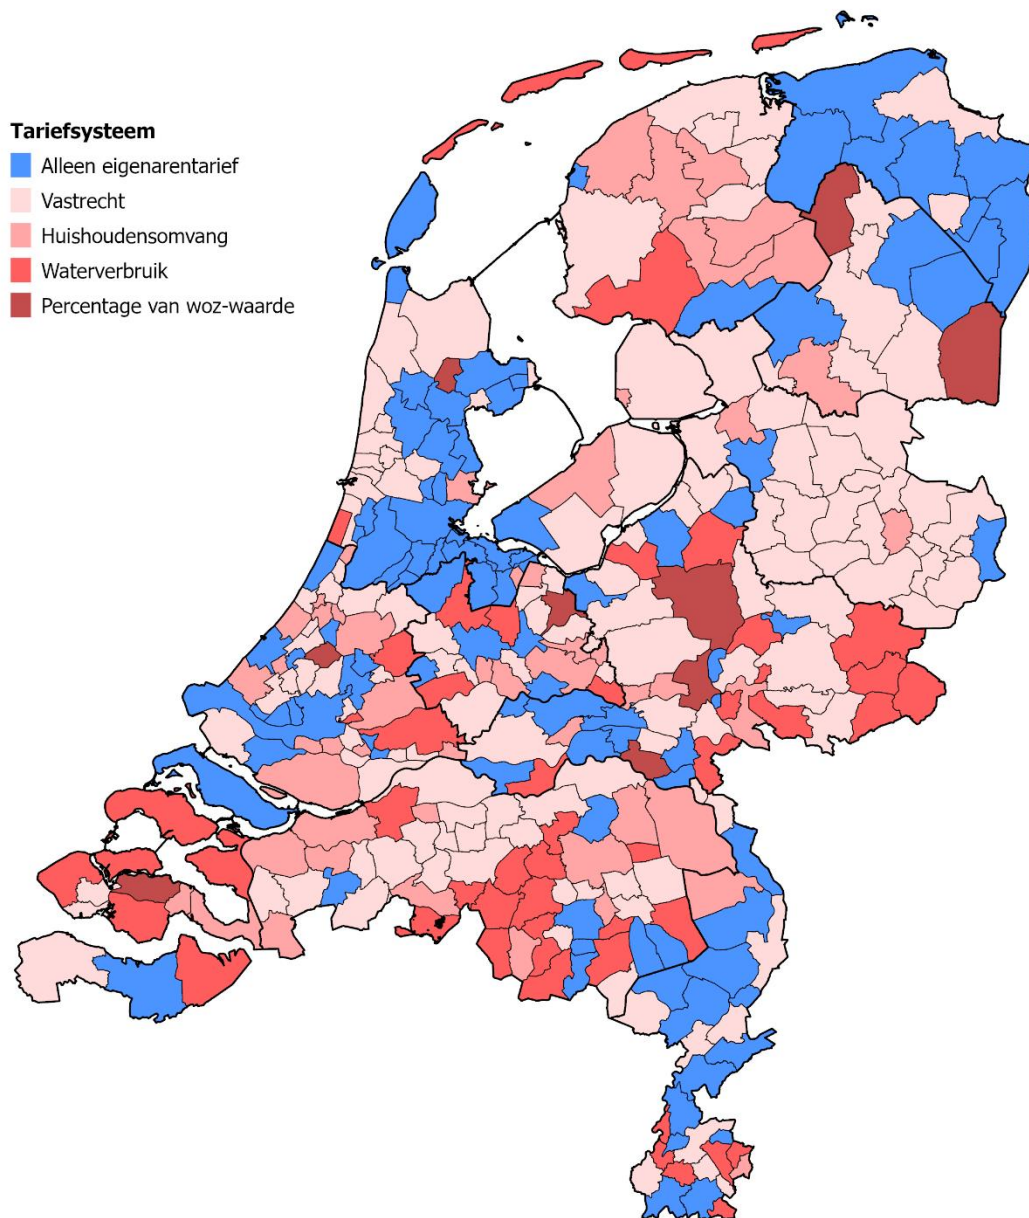 Tariefsysteem
Alleen eigenarentarief
Vastrecht
Huishoudensomvang
Waterverbruik
Percentage van woz-waarde